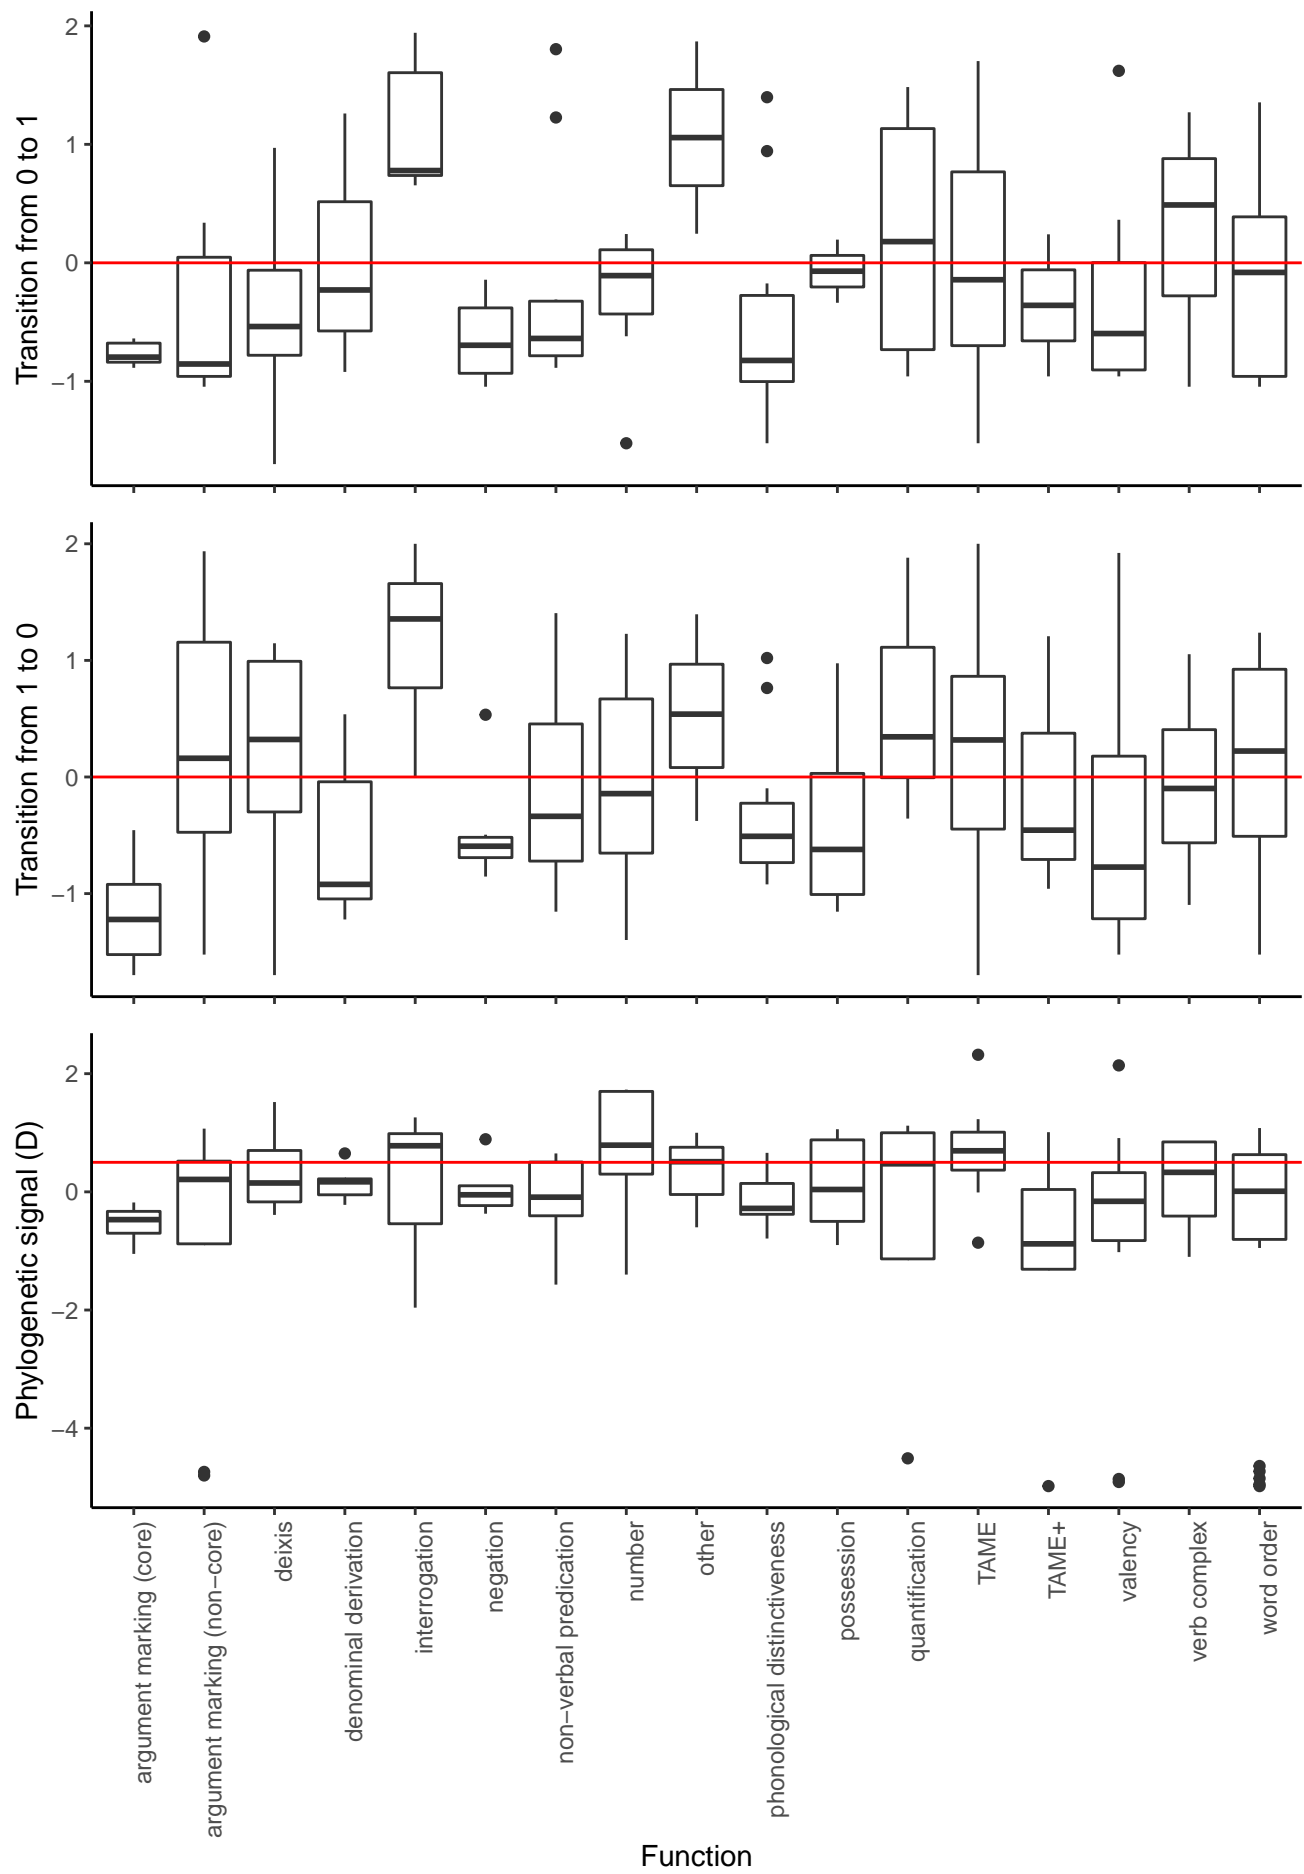 Transition from 0 to 1
2
1
0
−1
Transition from 1 to 0
2
1
0
−1
Phylogenetic signal (D)
2
0
−2
−4
argument marking (core)
argument marking (non−core)
deixis
denominal derivation
interrogation
negation
non−verbal predication
number
other
phonological distinctiveness
possession
quantification
TAME
TAME+
valency
verb complex
word order
Function